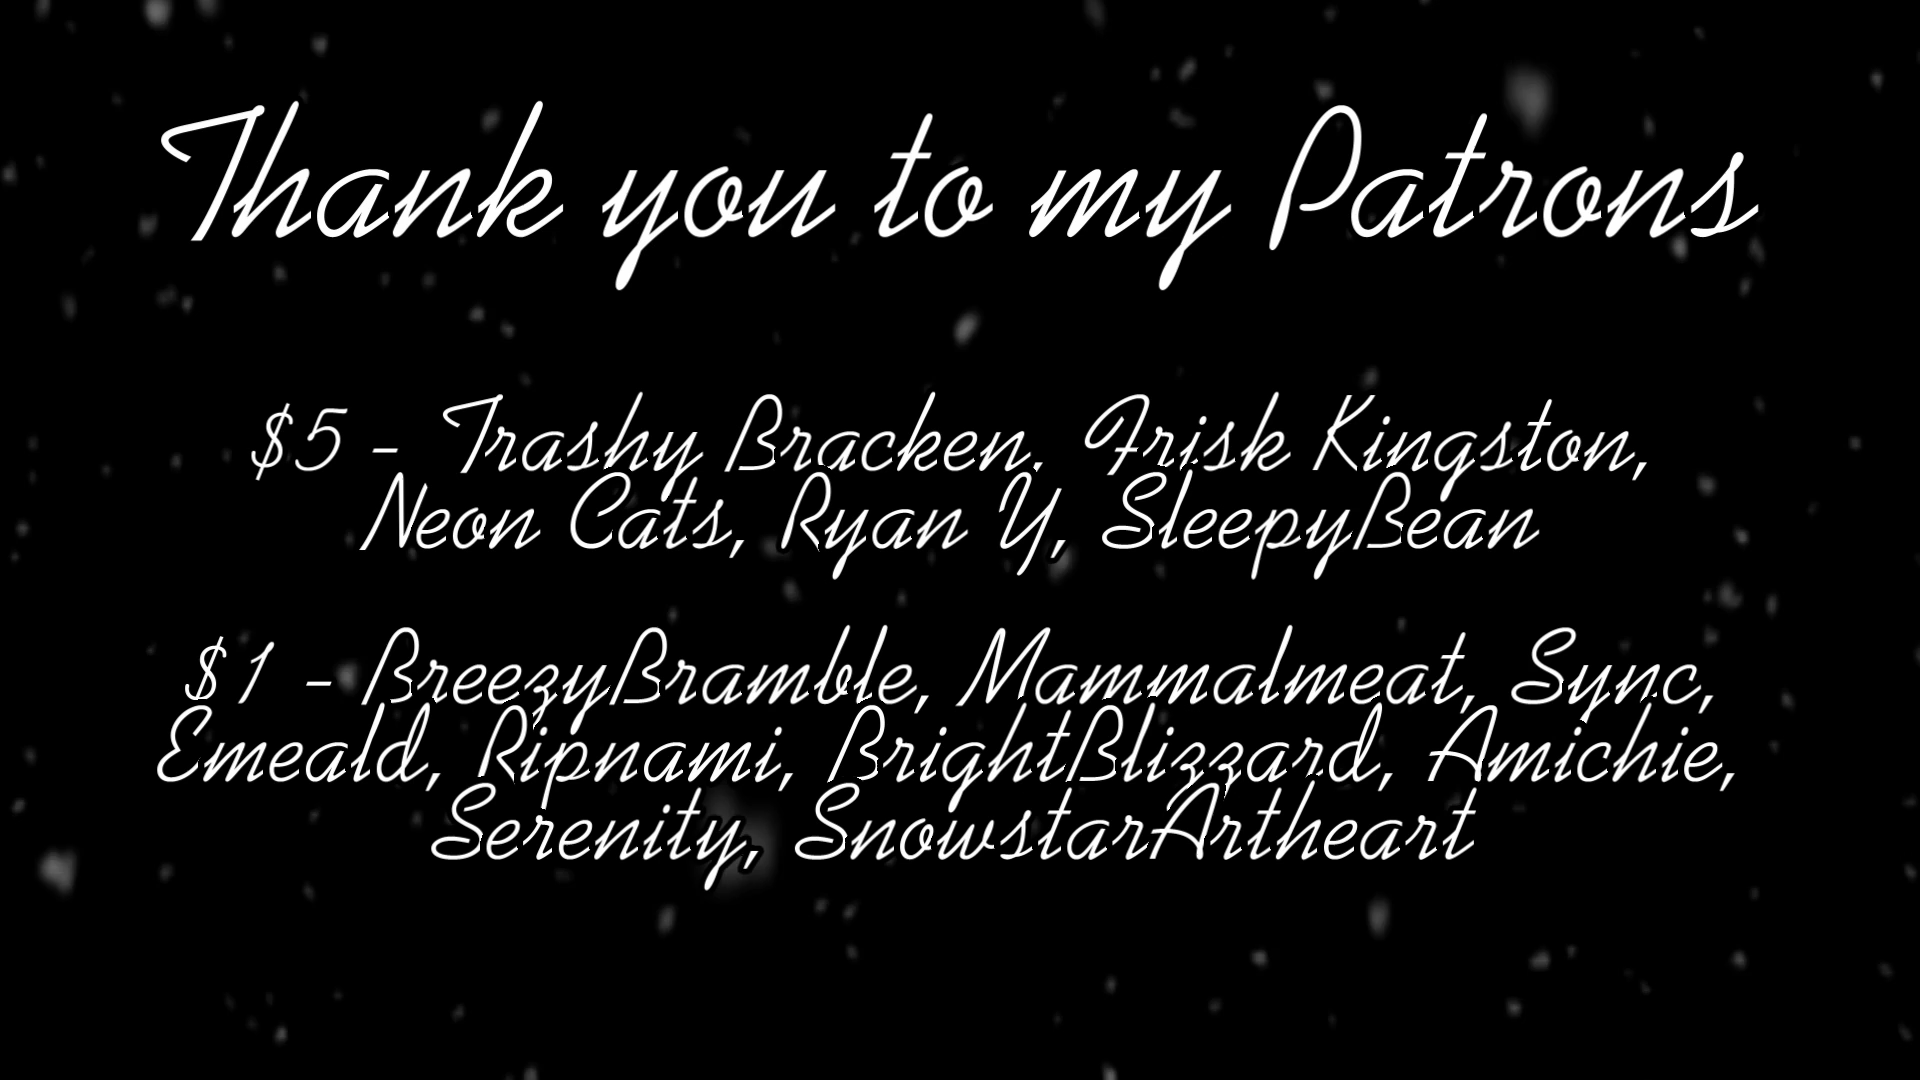 Thank you to my Patrons
$5 - Trashy Bracken. Frisk Kingston,
Neon Cats, Ryan Y, SleepyBean
$1 - BreezyBramble, Mammalmeat, Sync,
Emeald, Ripnami, BrightBlizzard, Amichie,
Serenity, SnowstarArtheart